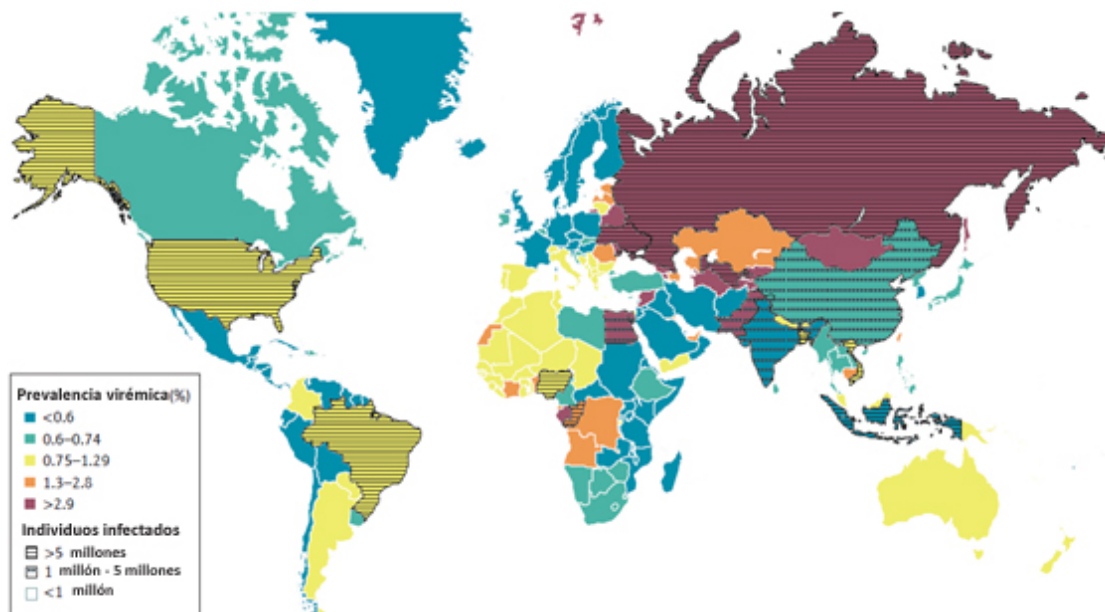 Prevalencia virémica(%)
<0.6
0.6–0.74
0.75–1.29
1.3–2.8
>2.9
Individuos infectados
>5 millones
1 millón - 5 millones
<1 millón